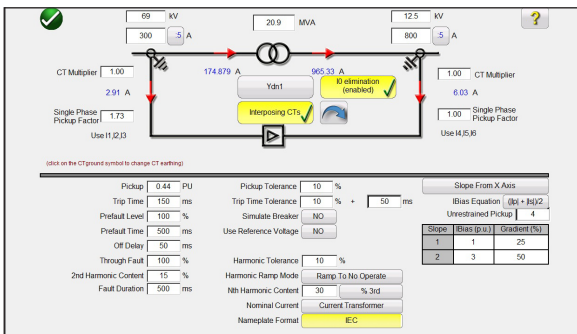 69 kV
20.9 MVA
12.5 kV
?
300 :5 A
800 :5 A
CT Multiplier 1.00
174.879 A
965.33 A
1.00 CT Multiplier
2.91 A
Ydn1
I0 elimination
(enabled)
6.03 A
Single Phase
Pickup Factor 1.73
Interposing CTs
1.00 Single Phase
Pickup Factor
Use I1,I2,I3
Use I4,I5,I6
(click on the CTground symbol to change CT earthing)
Pickup 0.44 PU
Pickup Tolerance 10 %
Slope From X Axis
Trip Time 150 ms
Trip Time Tolerance 10 % + 50 ms
IBias Equation (|Ip| + |Is|)/2
Prefault Level 100 %
Simulate Breaker NO
Unrestrained Pickup 4
Prefault Time 500 ms
Use Reference Voltage NO
Slope IBias (p.u.) Gradient (%)
Off Delay 50 ms
1 1 25
Through Fault 100 %
Harmonic Tolerance 10 %
2 3 50
2nd Harmonic Content 15 %
Harmonic Ramp Mode Ramp To No Operate
Fault Duration 500 ms
Nth Harmonic Content 30 % 3rd
Nominal Current Current Transformer
Nameplate Format IEC